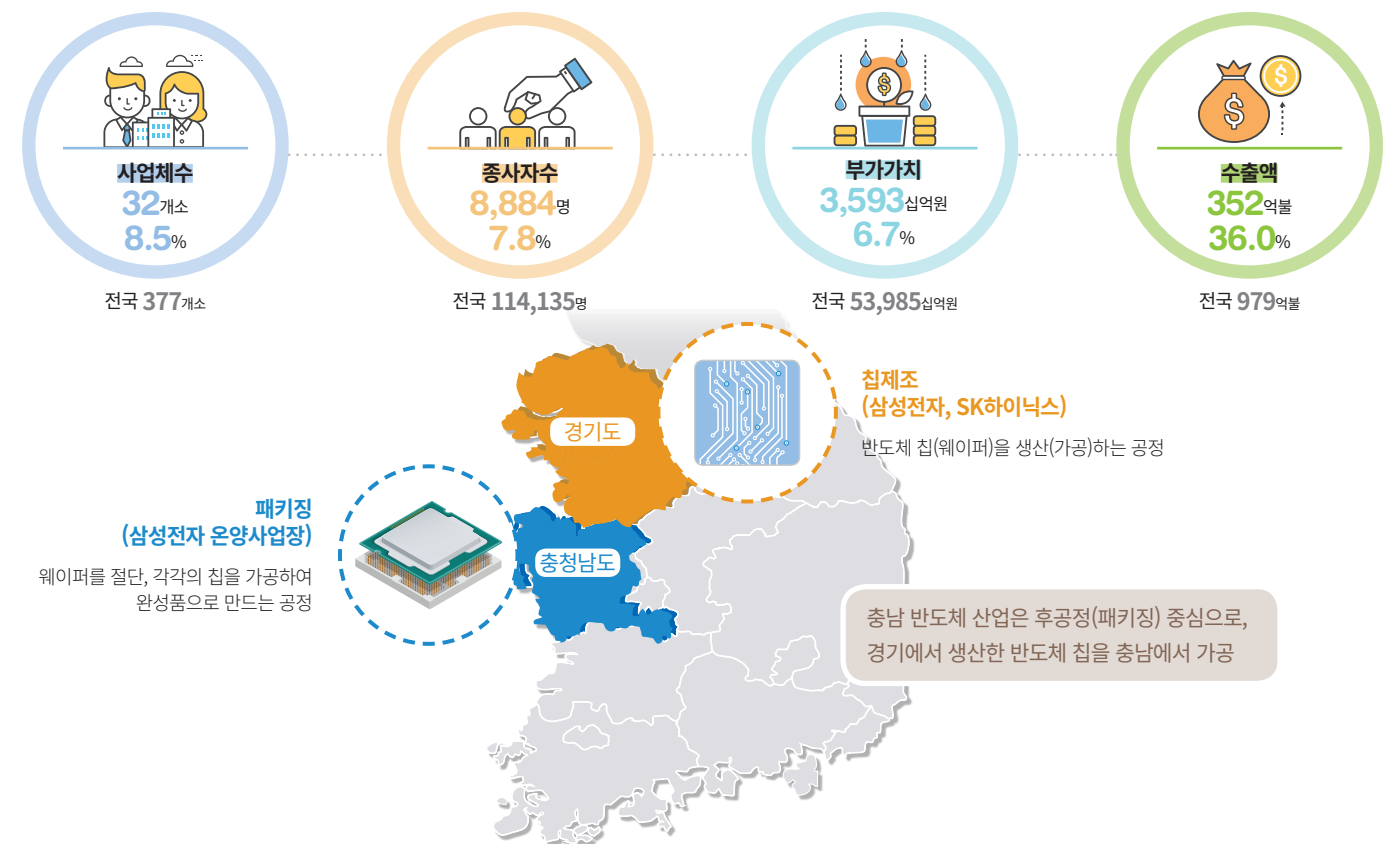 사업체수
32개소
8.5%
전국 377개소
종사자수
8,884명
7.8%
전국 114,135명
부가가치
3,593십억원
6.7%
전국 53,985십억원
수출액
352억불
36.0%
전국 979억불
칩제조
(삼성전자, SK하이닉스)
반도체 칩(웨이퍼)을 생산(가공)하는 공정
경기도
패키징
(삼성전자 온양사업장)
웨이퍼를 절단, 각각의 칩을 가공하여
완성품으로 만드는 공정
충청남도
충남 반도체 산업은 후공정(패키징) 중심으로,
경기에서 생산한 반도체 칩을 충남에서 가공